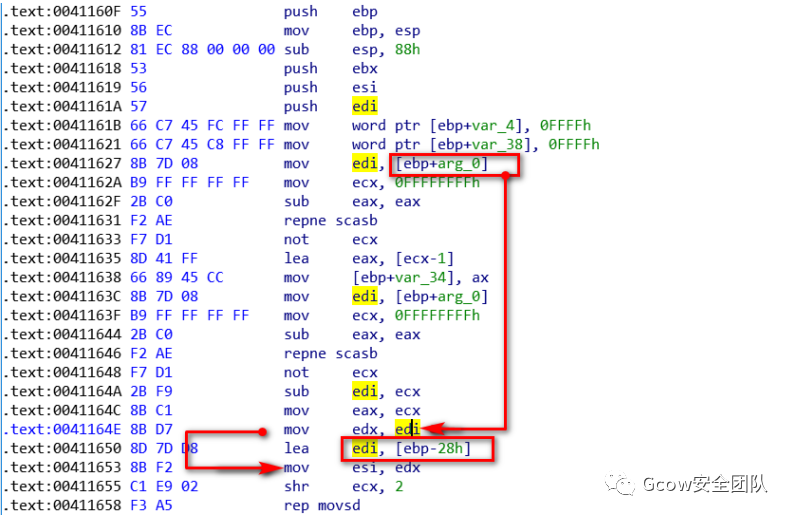 .text:0041160F 55 push ebp
.text:00411610 8B EC mov ebp, esp
.text:00411612 81 EC 88 00 00 00 sub esp, 88h
.text:00411618 53 push ebx
.text:00411619 56 push esi
.text:0041161A 57 push edi
.text:0041161B 66 C7 45 FC FF FF mov word ptr [ebp+var_4], 0FFFFh
.text:00411621 66 C7 45 C8 FF FF mov word ptr [ebp+var_38], 0FFFFh
.text:00411627 8B 7D 08 mov edi, [ebp+arg_0]
.text:0041162A B9 FF FF FF FF mov ecx, 0FFFFFFFFh
.text:0041162F 2B C0 sub eax, eax
.text:00411631 F2 AE repne scasb
.text:00411633 F7 D1 not ecx
.text:00411635 8D 41 FF lea eax, [ecx-1]
.text:00411638 66 89 45 CC mov [ebp+var_34], ax
.text:0041163C 8B 7D 08 mov edi, [ebp+arg_0]
.text:0041163F B9 FF FF FF FF mov ecx, 0FFFFFFFFh
.text:00411644 2B C0 sub eax, eax
.text:00411646 F2 AE repne scasb
.text:00411648 F7 D1 not ecx
.text:0041164A 2B F9 sub edi, ecx
.text:0041164C 8B C1 mov eax, ecx
.text:0041164E 8B D7 mov edx, edi
.text:00411650 8D 7D D8 lea edi, [ebp-28h]
.text:00411653 8B F2 mov esi, edx
.text:00411655 C1 E9 02 shr ecx, 2
.text:00411658 F3 A5 rep movsd
Gcow安全团队